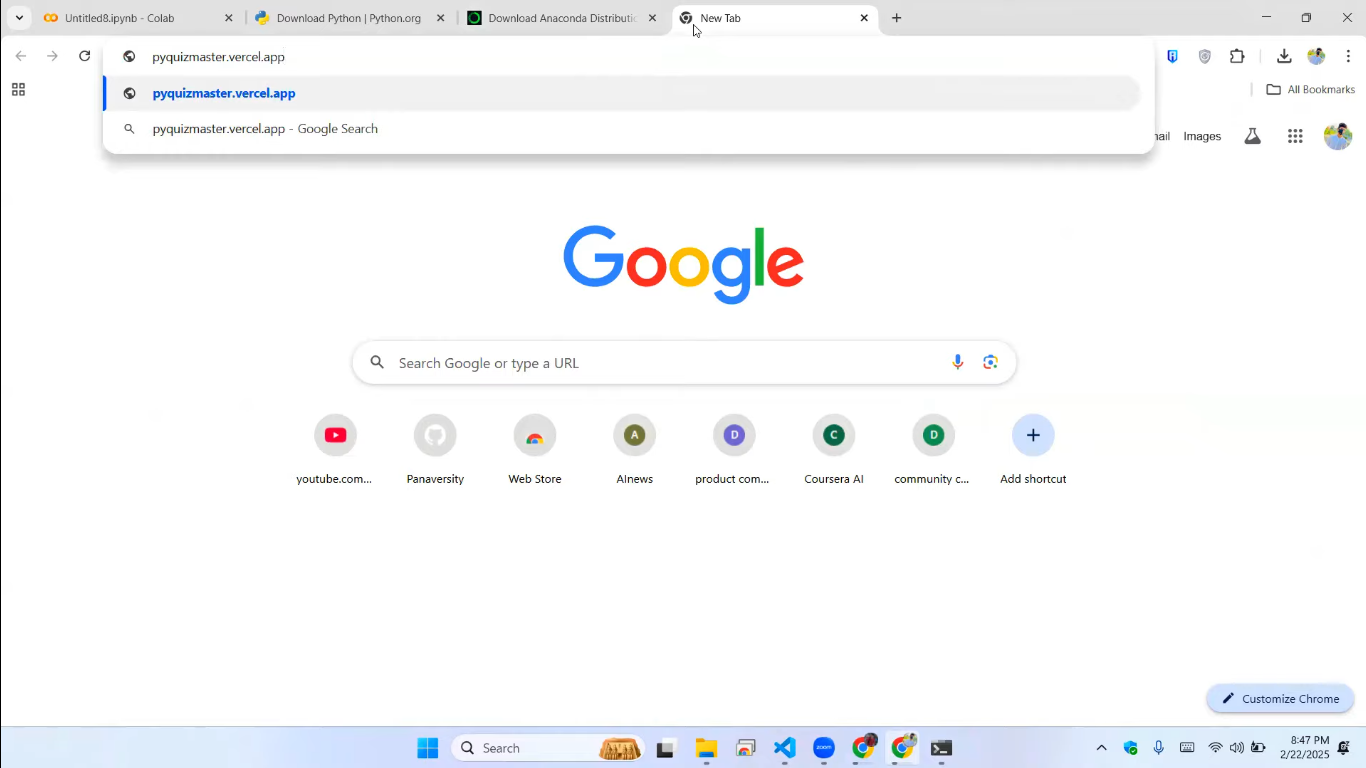 Untitled8.ipynb - Colab
Download Python | Python.org
Download Anaconda Distributi
New Tab
pyquizmaster.vercel.app
All Bookmarks
pyquizmaster.vercel.app
pyquizmaster.vercel.app - Google Search
Images
Google
Search Google or type a URL
A
D
C
D
youtube.com...
Panaversity
Web Store
AInews
product com...
Coursera AI
community c...
Add shortcut
Customize Chrome
Search
zoom
8:47 PM
2/22/2025